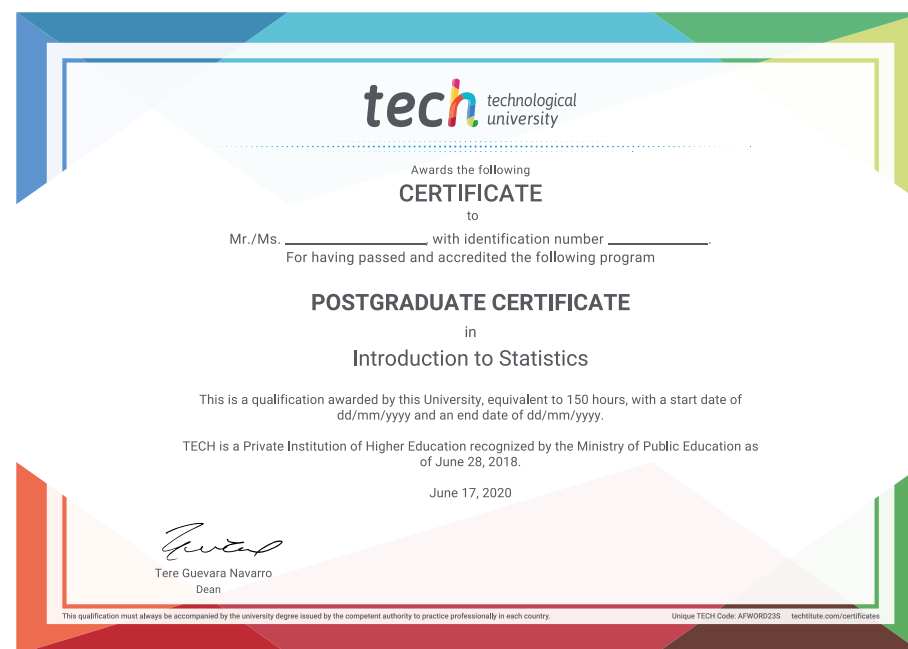 tech technological
university
Awards the following
CERTIFICATE
to
Mr./Ms. ____________________, with identification number ______________.
For having passed and accredited the following program
POSTGRADUATE CERTIFICATE
in
Introduction to Statistics
This is a qualification awarded by this University, equivalent to 150 hours, with a start date of
dd/mm/yyyy and an end date of dd/mm/yyyy.
TECH is a Private Institution of Higher Education recognized by the Ministry of Public Education as
of June 28, 2018.
June 17, 2020
Tere Guevara Navarro
Dean
This qualification must always be accompanied by the university degree issued by the competent authority to practice professionally in each country. Unique TECH Code: AFWORD23S techtitute.com/certificates